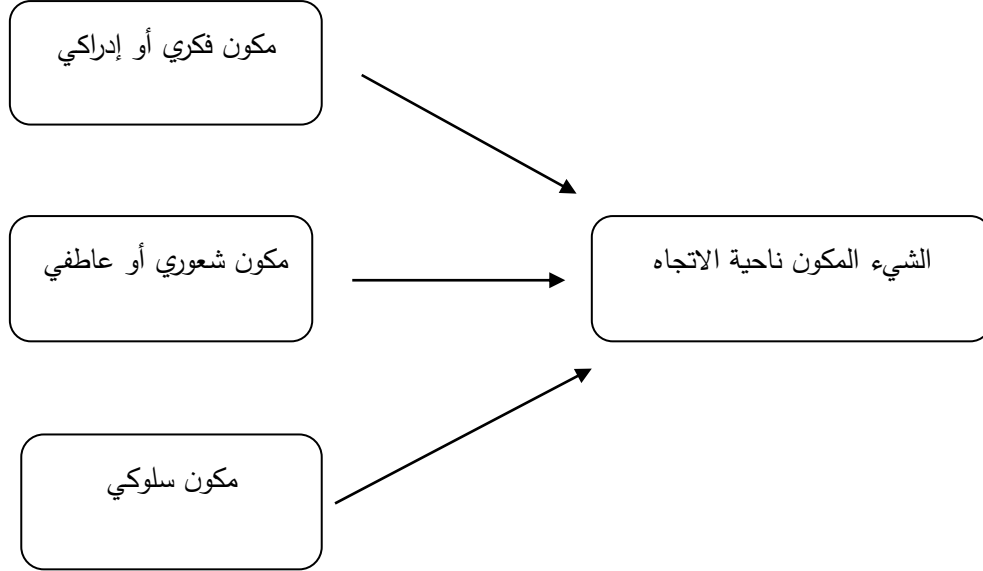 مكون فكري أو إدراكي
مكون شعوري أو عاطفي
الشيء المكون ناحية الاتجاه
مكون سلوكي